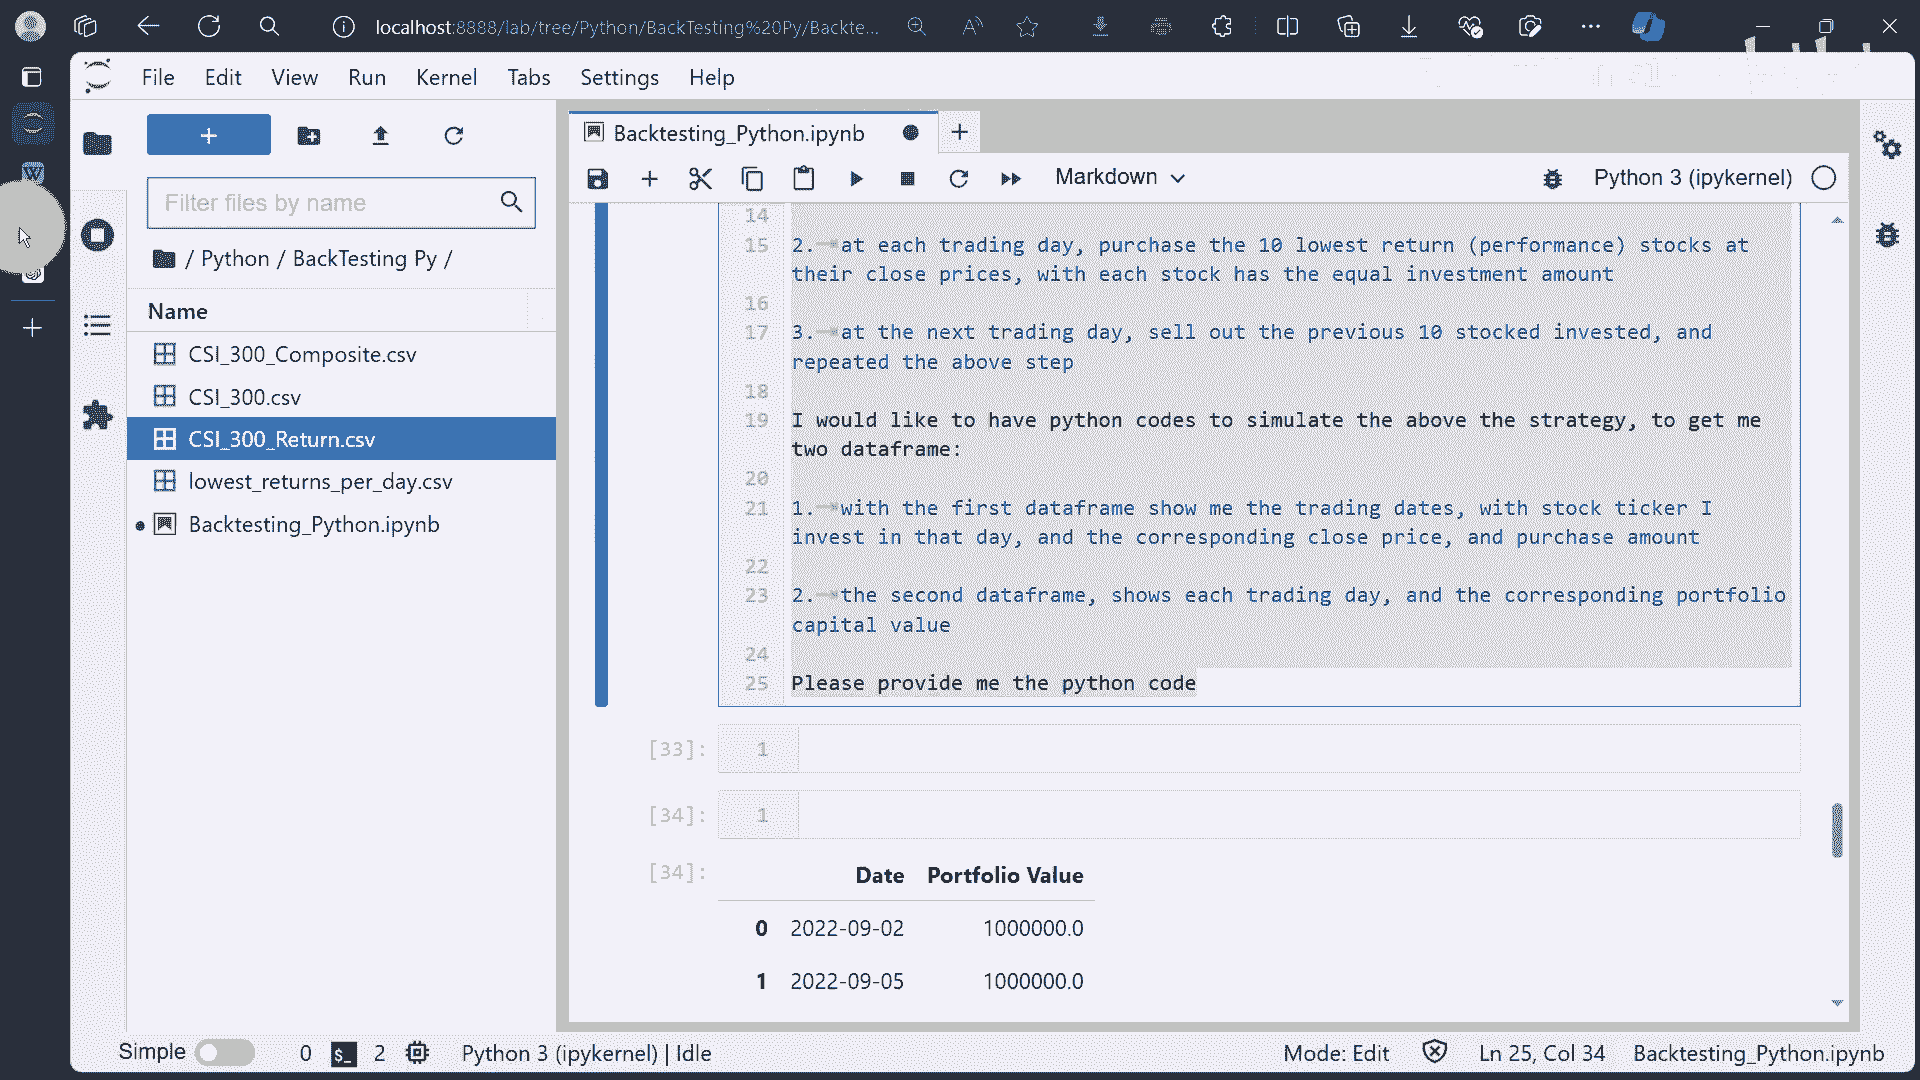 localhost:8888/lab/tree/Python/BackTesting%20Py/Backte...
File Edit View Run Kernel Tabs Settings Help
+
Filter files by name
/ Python / BackTesting Py /
Name
CSI_300_Composite.csv
CSI_300.csv
CSI_300_Return.csv
lowest_returns_per_day.csv
Backtesting_Python.ipynb
Backtesting_Python.ipynb
Markdown
Python 3 (ipykernel)
14
15 2. at each trading day, purchase the 10 lowest return (performance) stocks at
their close prices, with each stock has the equal investment amount
16
17 3. at the next trading day, sell out the previous 10 stocked invested, and
repeated the above step
18
19 I would like to have python codes to simulate the above the strategy, to get me
two dataframe:
20
21 1. with the first dataframe show me the trading dates, with stock ticker I
invest in that day, and the corresponding close price, and purchase amount
22
23 2. the second dataframe, shows each trading day, and the corresponding portfolio
capital value
24
25 Please provide me the python code
[33]: 1
[34]: 1
[34]: Date Portfolio Value
0 2022-09-02 1000000.0
1 2022-09-05 1000000.0
Simple 0 $_ 2 Python 3 (ipykernel) | Idle
Mode: Edit Ln 25, Col 34 Backtesting_Python.ipynb